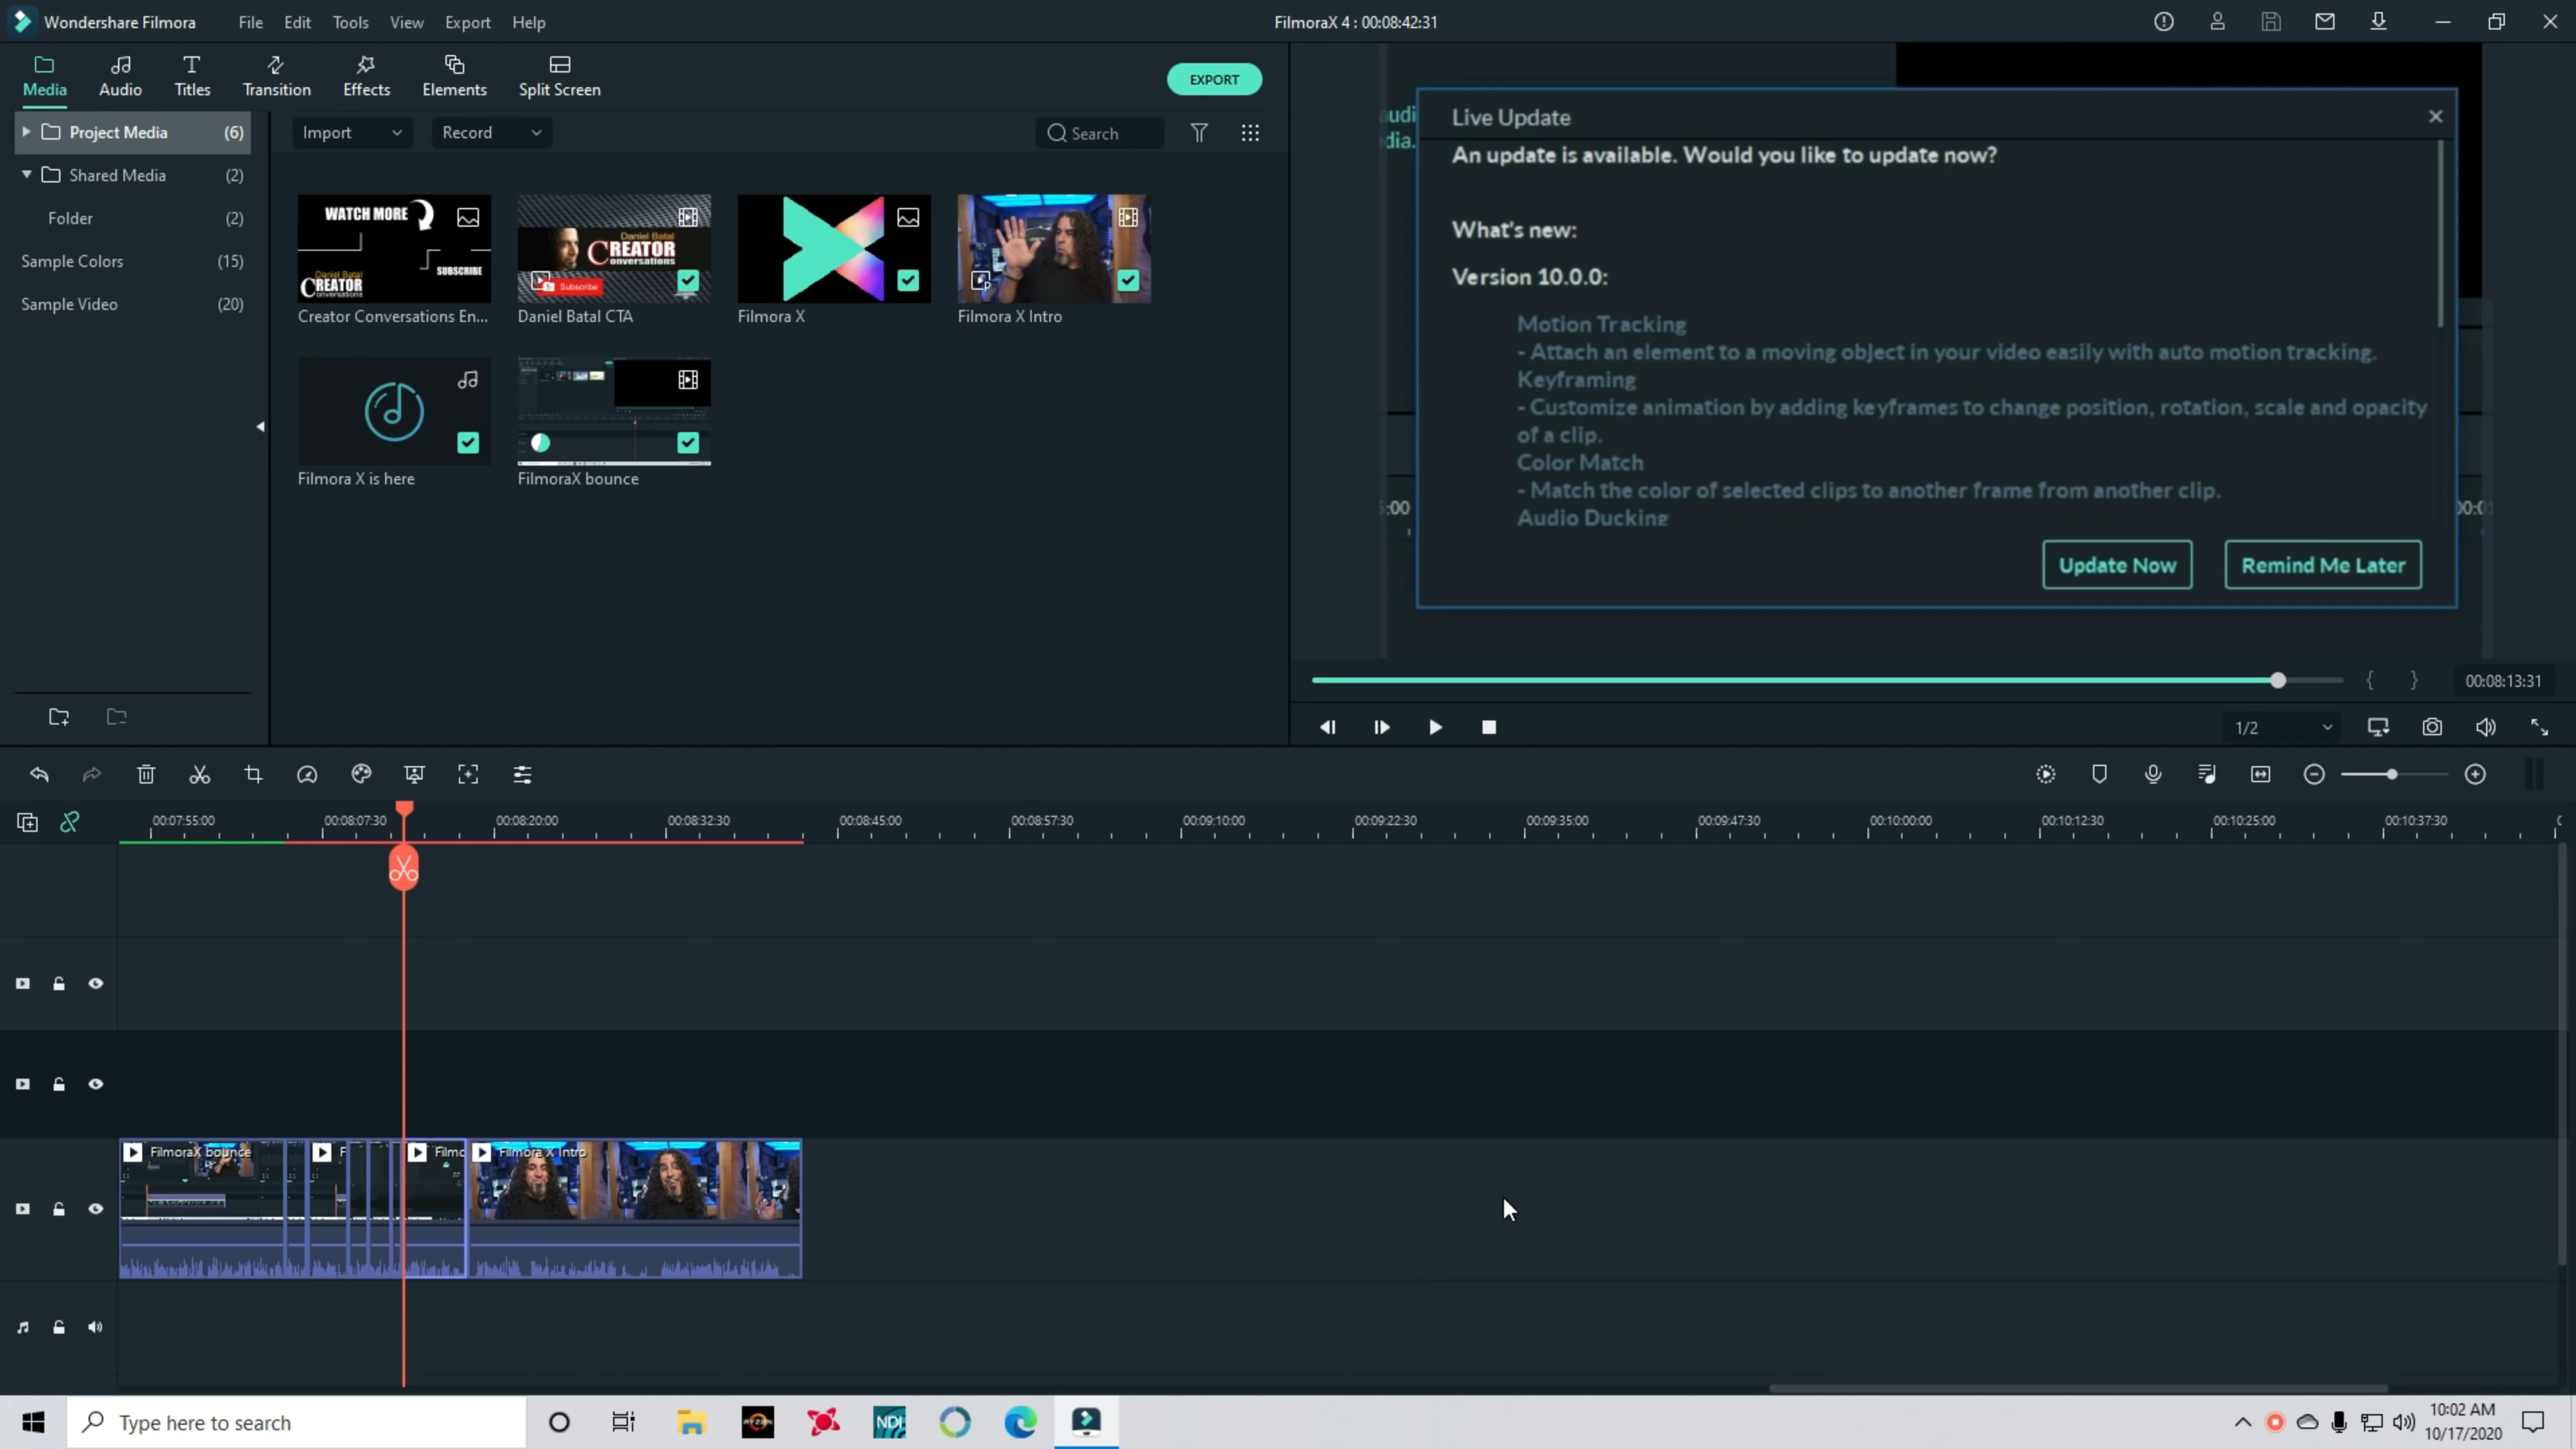 Wondershare Filmora File Edit Tools View Export Help FilmoraX 4 : 00:08:42:31
Media Audio Titles Transition Effects Elements Split Screen
EXPORT
Project Media (6)
Shared Media (2)
Folder (2)
Sample Colors (15)
Sample Video (20)
Import Record Search
WATCH MORE
SUBSCRIBE
Daniel Batal
CREATOR
Conversations
Creator Conversations En...
Daniel Batal
CREATOR
Conversations
Subscribe
Daniel Batal CTA
Filmora X
Filmora X Intro
Filmora X is here
FilmoraX bounce
udi
dia.
Live Update
An update is available. Would you like to update now?
What's new:
Version 10.0.0:
Motion Tracking
- Attach an element to a moving object in your video easily with auto motion tracking.
Keyframing
- Customize animation by adding keyframes to change position, rotation, scale and opacity
of a clip.
Color Match
- Match the color of selected clips to another frame from another clip.
Audio Ducking
Update Now Remind Me Later
:00
00:0
{ } 00:08:13:31
1/2
00:07:55:00 00:08:07:30 00:08:20:00 00:08:32:30 00:08:45:00 00:08:57:30 00:09:10:00 00:09:22:30 00:09:35:00 00:09:47:30 00:10:00:00 00:10:12:30 00:10:25:00 00:10:37:30
FilmoraX bounce F Filmo Filmora X Intro
Type here to search
RYZEN
NDI
10:02 AM
10/17/2020